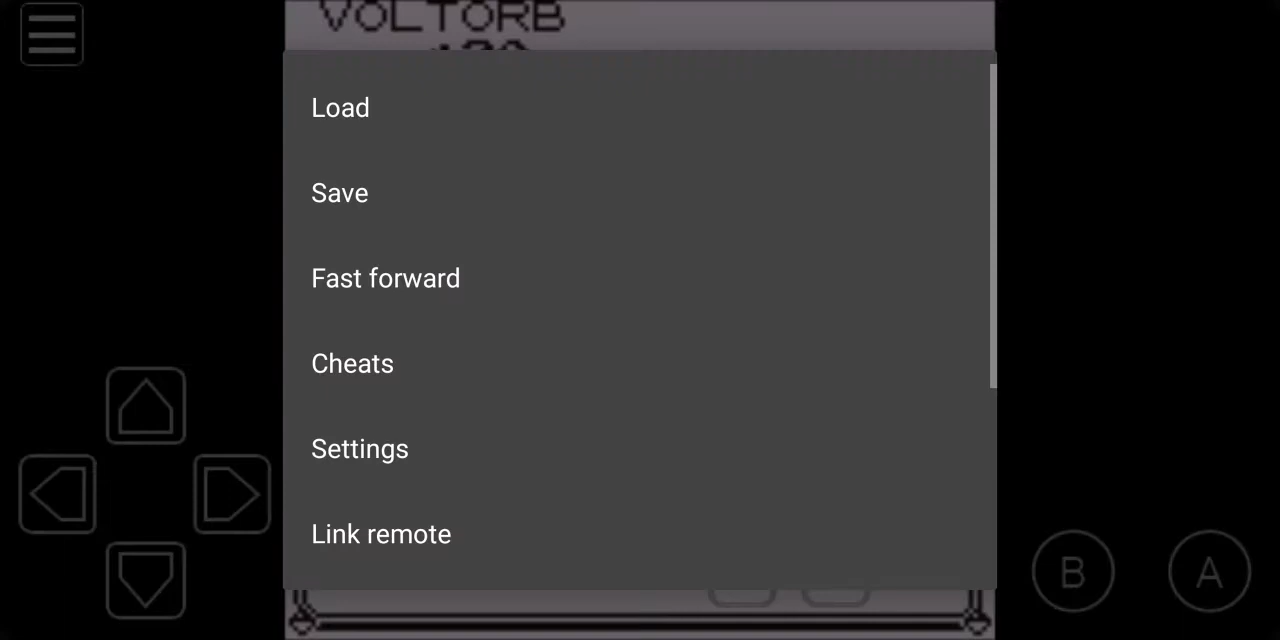 VOLTORB
Load
Save
Fast forward
Cheats
Settings
Link remote
B
A